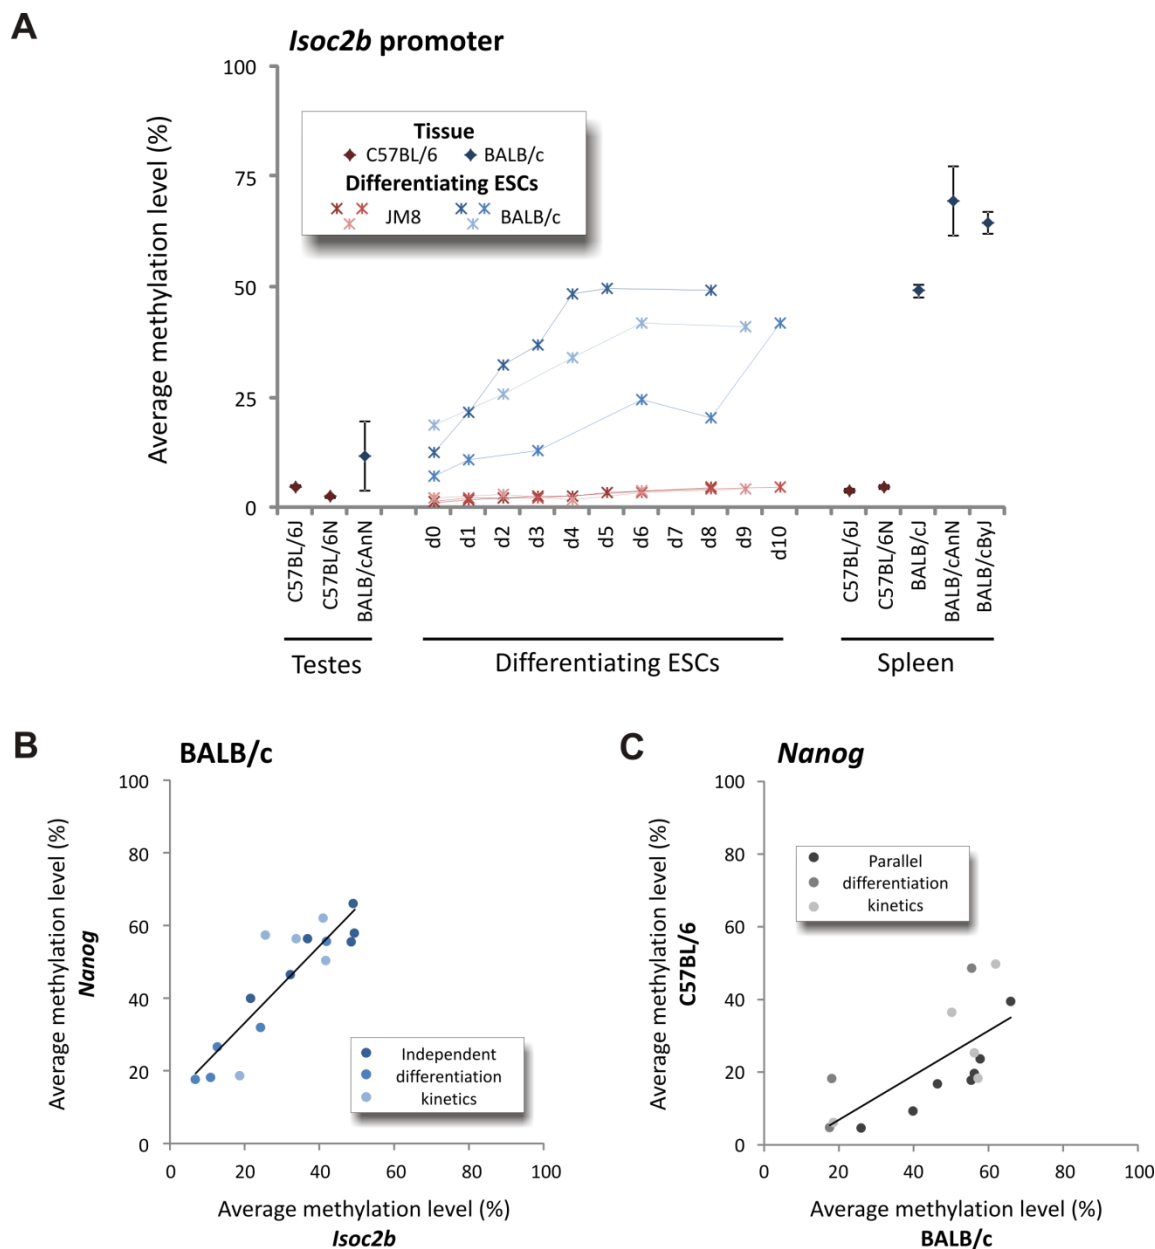 A
Isoc2b promoter
Average methylation level (%)
100
75
50
25
0
Tissue
C57BL/6 BALB/c
Differentiating ESCs
JM8 BALB/c
C57BL/6J
C57BL/6N
BALB/cAnN
d0
d1
d2
d3
d4
d5
d6
d7
d8
d9
d10
C57BL/6J
C57BL/6N
BALB/cJ
BALB/cAnN
BALB/cByJ
Testes
Differentiating ESCs
Spleen
B
BALB/c
Average methylation level (%)
Nanog
100
80
60
40
20
0
Independent
differentiation
kinetics
0 20 40 60 80 100
Average methylation level (%)
Isoc2b
C
Nanog
Average methylation level (%)
C57BL/6
100
80
60
40
20
0
Parallel
differentiation
kinetics
0 20 40 60 80 100
Average methylation level (%)
BALB/c